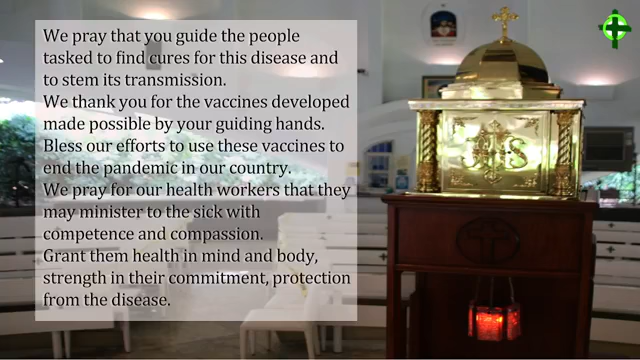 We pray that you guide the people
tasked to find cures for this disease and
to stem its transmission.
We thank you for the vaccines developed
made possible by your guiding hands.
Bless our efforts to use these vaccines to
end the pandemic in our country.
We pray for our health workers that they
may minister to the sick with
competence and compassion.
Grant them health in mind and body,
strength in their commitment, protection
from the disease.
JHS